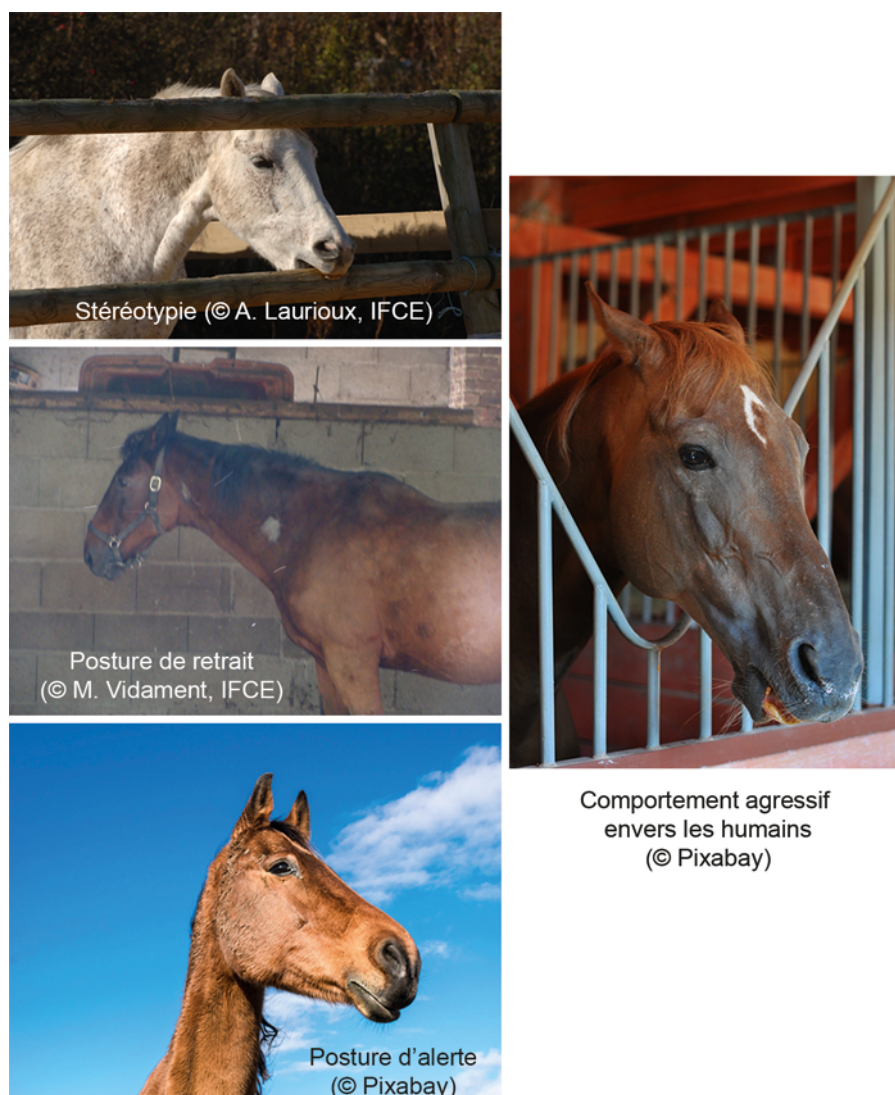 Stéréotypie (© A. Laurioux, IFCE)
Posture de retrait
(© M. Vidament, IFCE)
Comportement agressif
envers les humains
(© Pixabay)
Posture d'alerte
(© Pixabay)